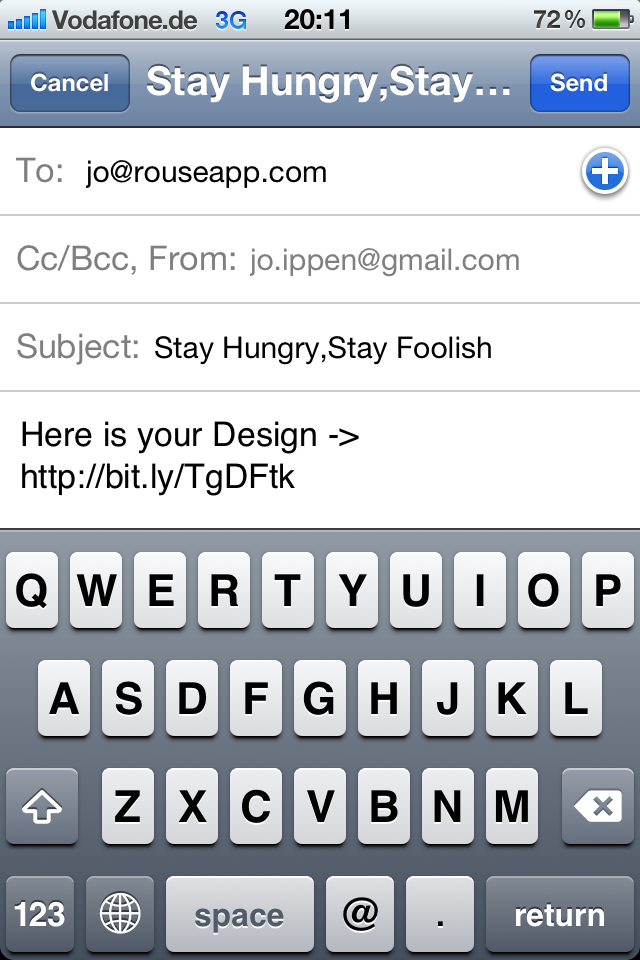 Vodafone.de 3G 20:11 72%
Cancel Stay Hungry,Stay... Send
To: jo@rouseapp.com
Cc/Bcc, From: jo.ippen@gmail.com
Subject: Stay Hungry,Stay Foolish
Here is your Design ->
http://bit.ly/TgDFtk
Q W E R T Y U I O P
A S D F G H J K L
Z X C V B N M
123 space @ . return